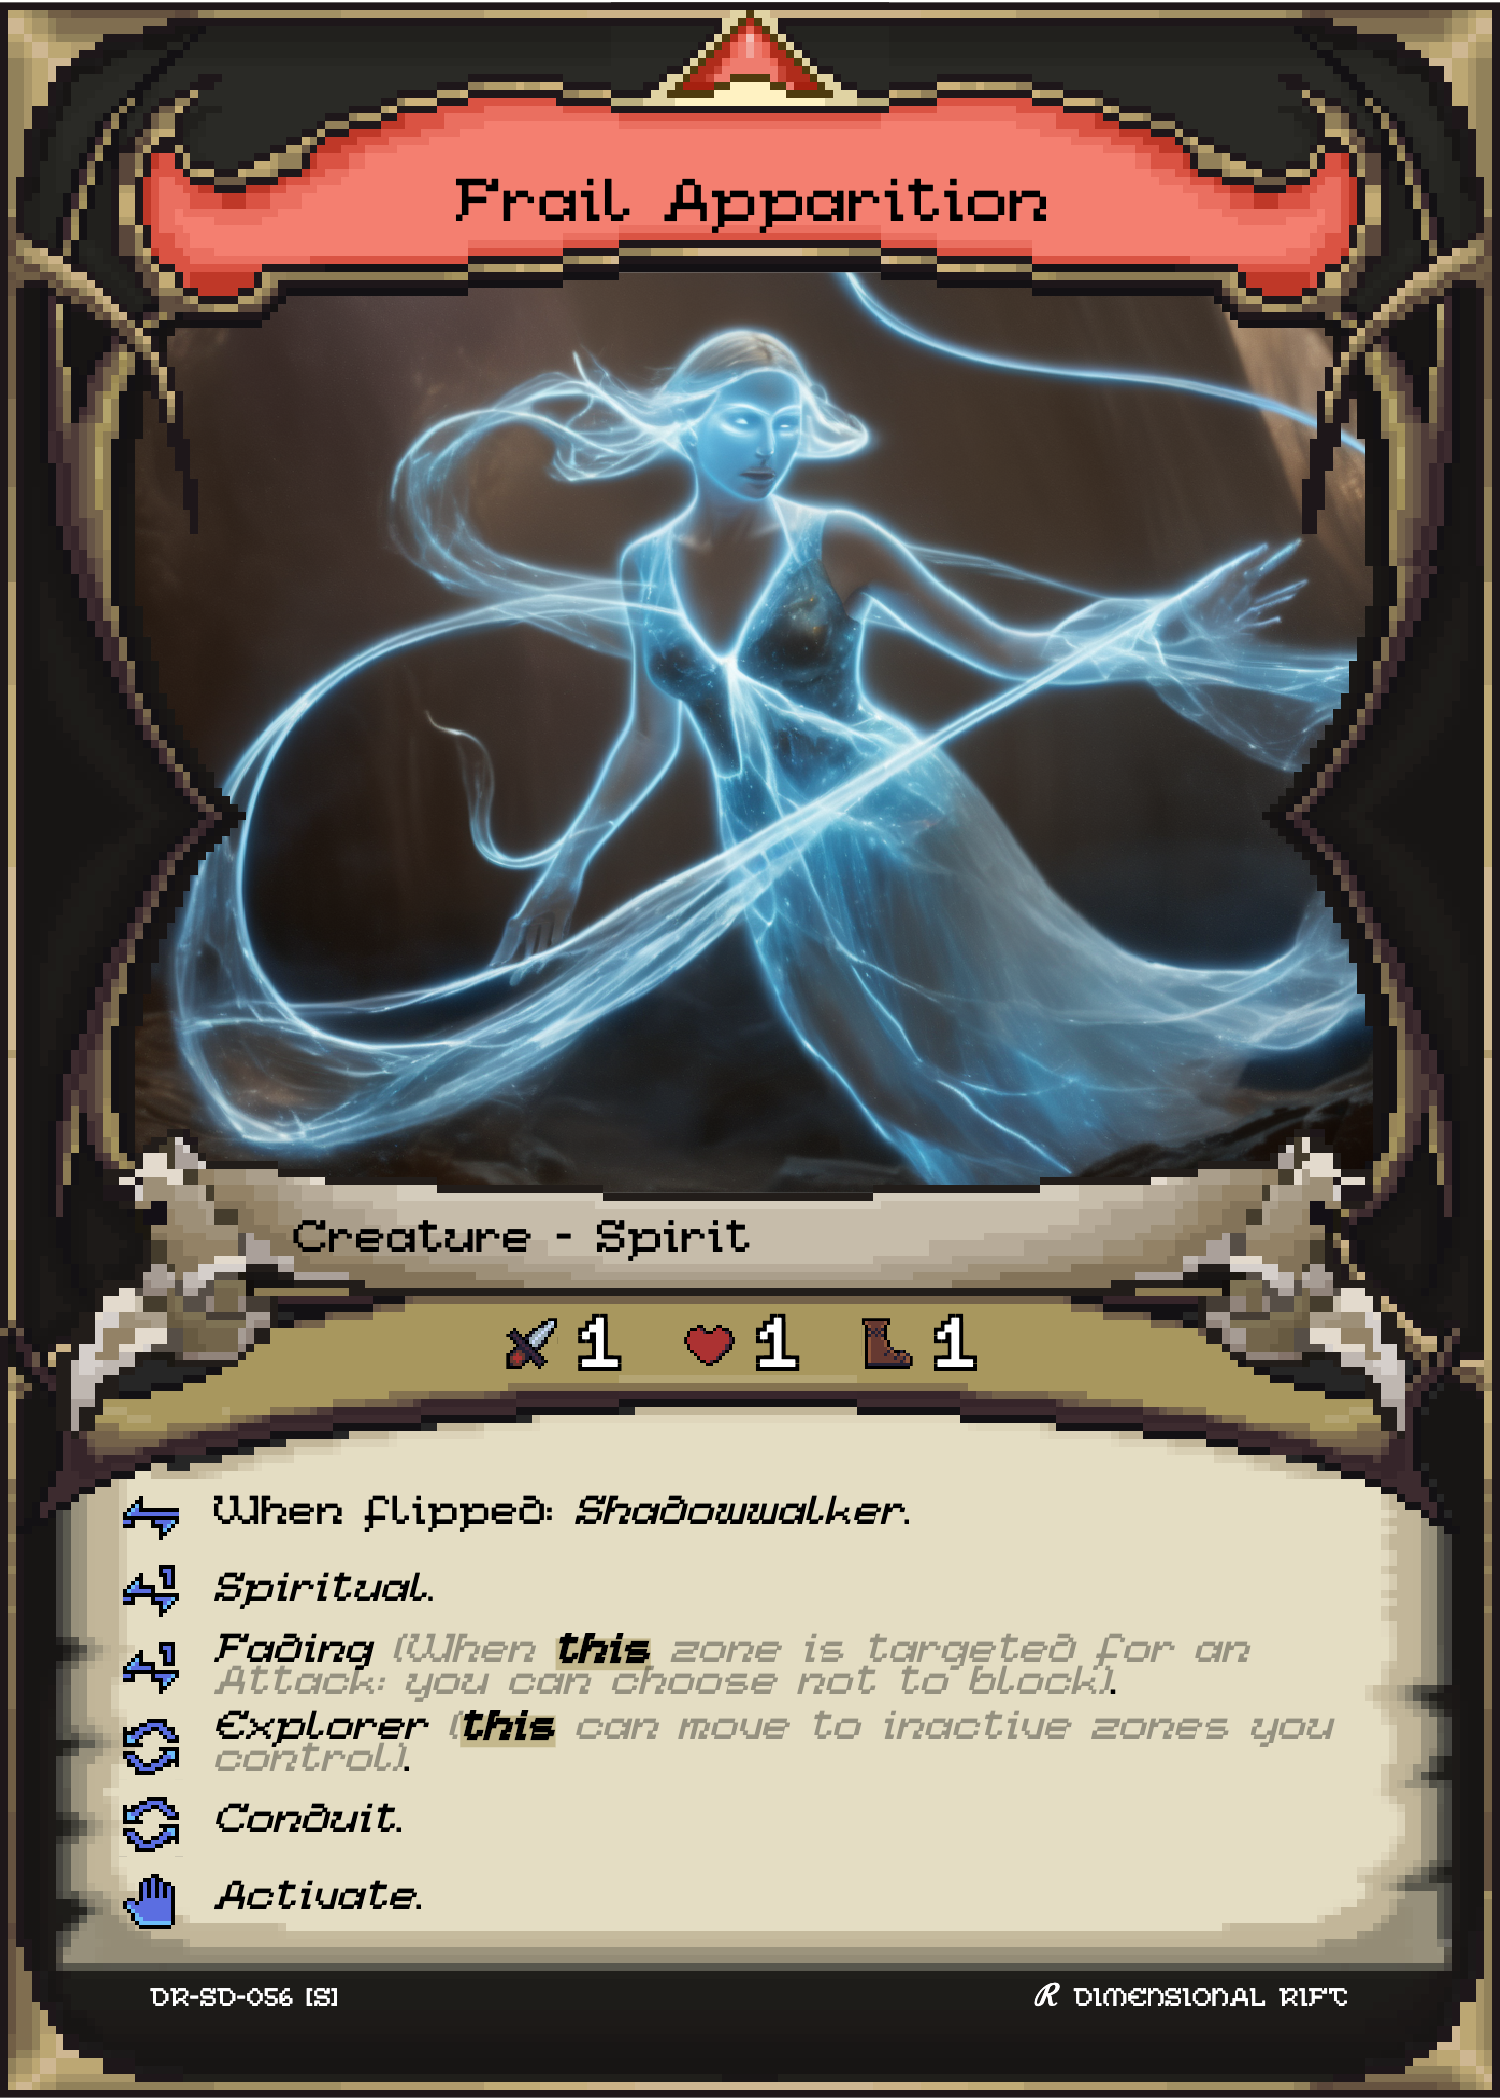 Frail Apparition
Creature - Spirit
1 1 1
When flipped: Shadowwalker.
Spiritual.
Fading (When this zone is targeted for an
Attack: you can choose not to block).
Explorer (this can move to inactive zones you
control).
Conduit.
Activate.
DR-SD-056 [S]
R DIMENSIONAL RIFT